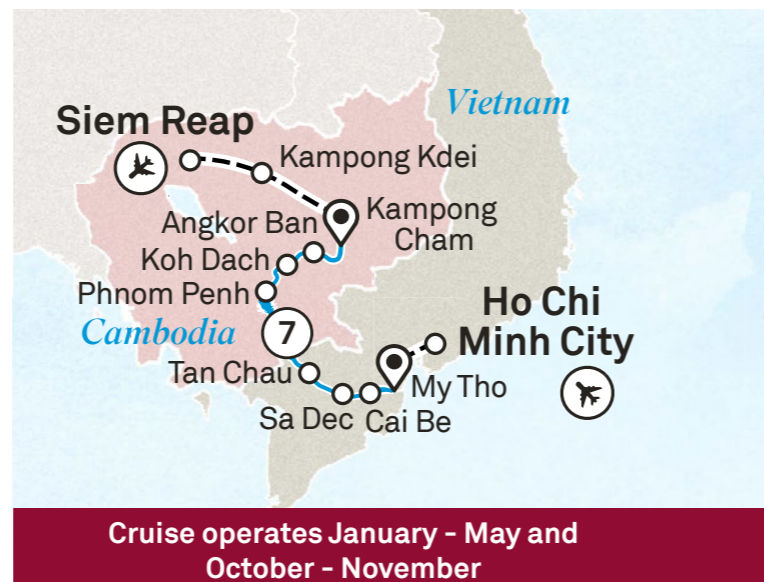 Vietnam
Siem Reap
Kampong Kdei
Angkor Ban
Kampong
Cham
Koh Dach
Phnom Penh
Cambodia
7
Ho Chi
Minh City
Tan Chau
My Tho
Sa Dec
Cai Be
Cruise operates January - May and
October - November